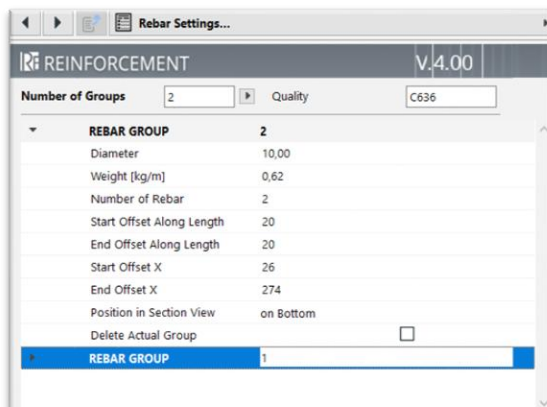 Rebar Settings...
REINFORCEMENT V.4.00
Number of Groups 2 Quality C636
REBAR GROUP 2
Diameter 10,00
Weight [kg/m] 0,62
Number of Rebar 2
Start Offset Along Length 20
End Offset Along Length 20
Start Offset X 26
End Offset X 274
Position in Section View on Bottom
Delete Actual Group
REBAR GROUP 1